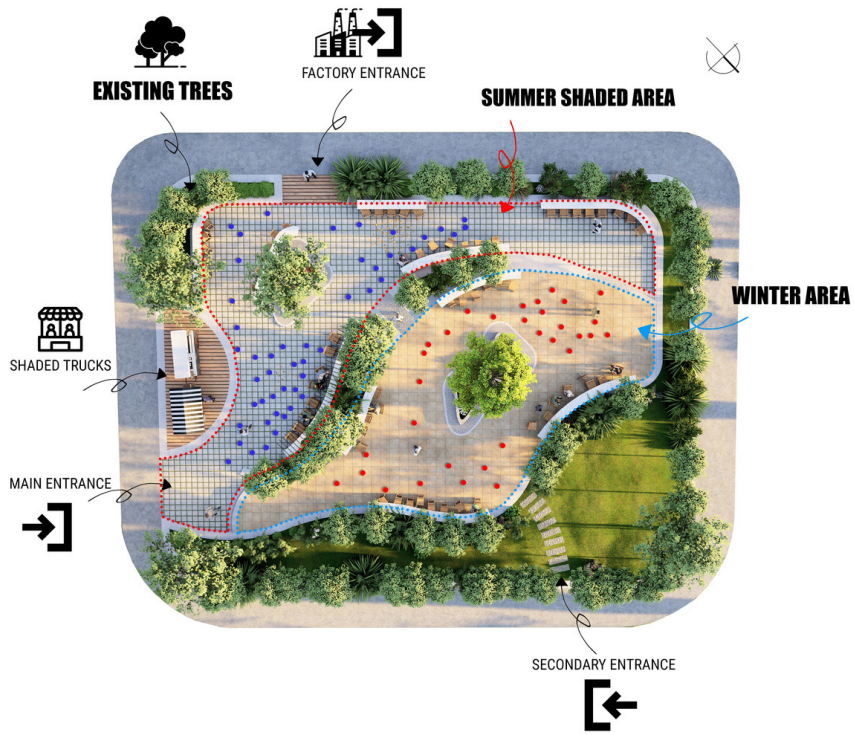 FACTORY ENTRANCE
EXISTING TREES
SUMMER SHADED AREA
WINTER AREA
SHADED TRUCKS
MAIN ENTRANCE
SECONDARY ENTRANCE